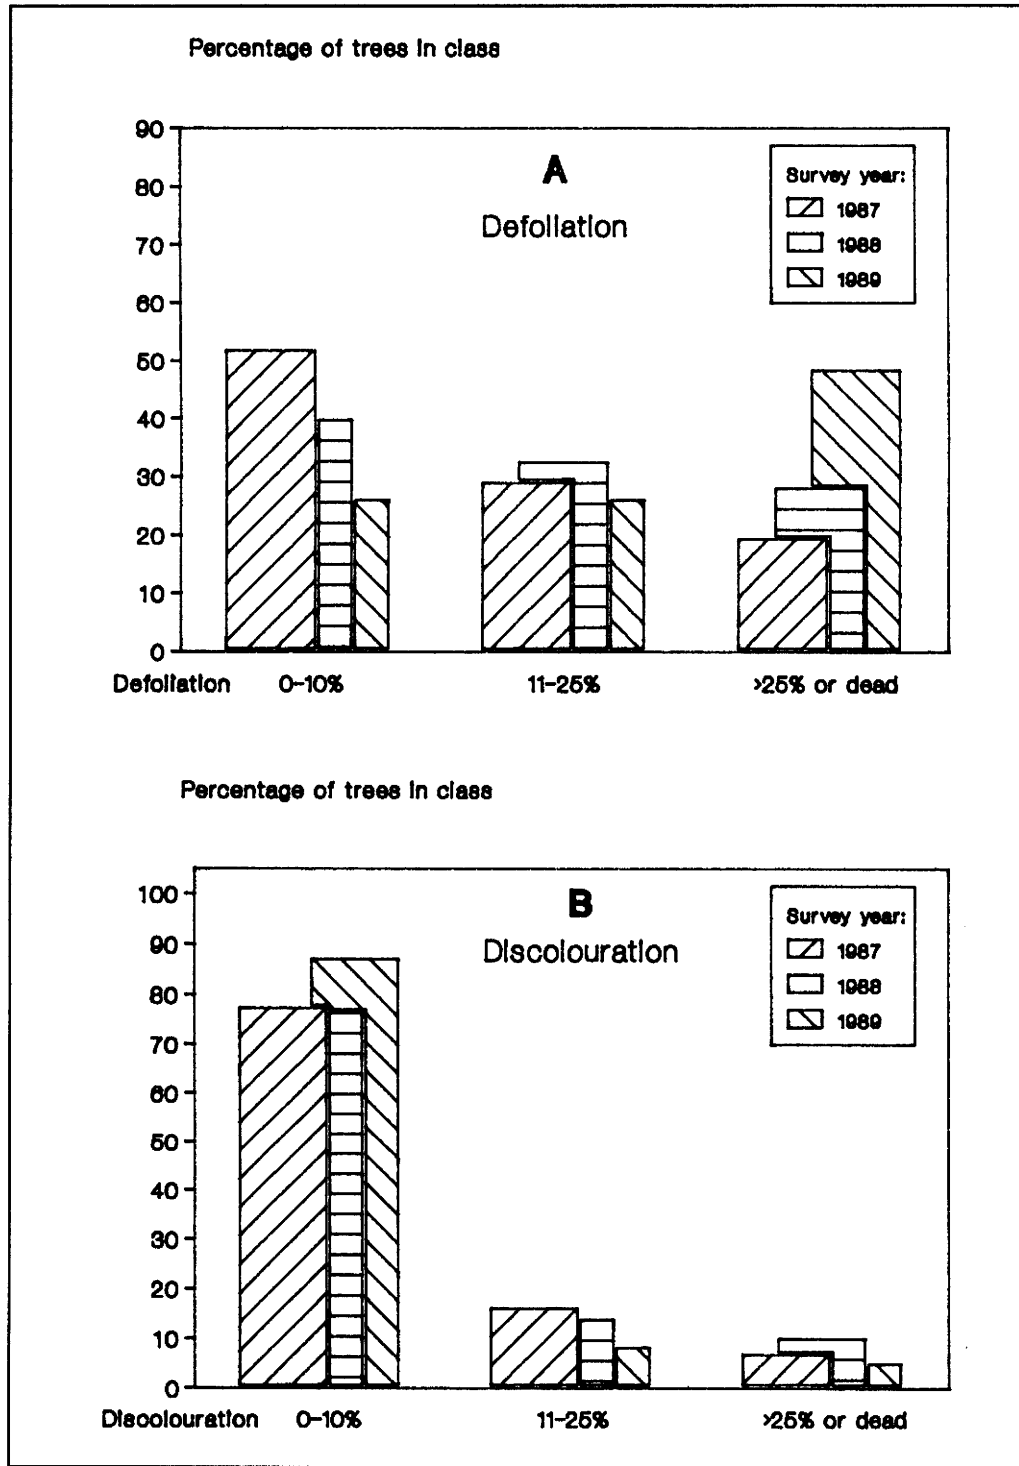 Percentage of trees in class
90
80
70
60
50
40
30
20
10
0
A
Defoliation
Survey year:
1987
1988
1989
Defoliation 0-10% 11-25% >25% or dead
Percentage of trees in class
100
90
80
70
60
50
40
30
20
10
0
B
Discolouration
Survey year:
1987
1988
1989
Discolouration 0-10% 11-25% >25% or dead